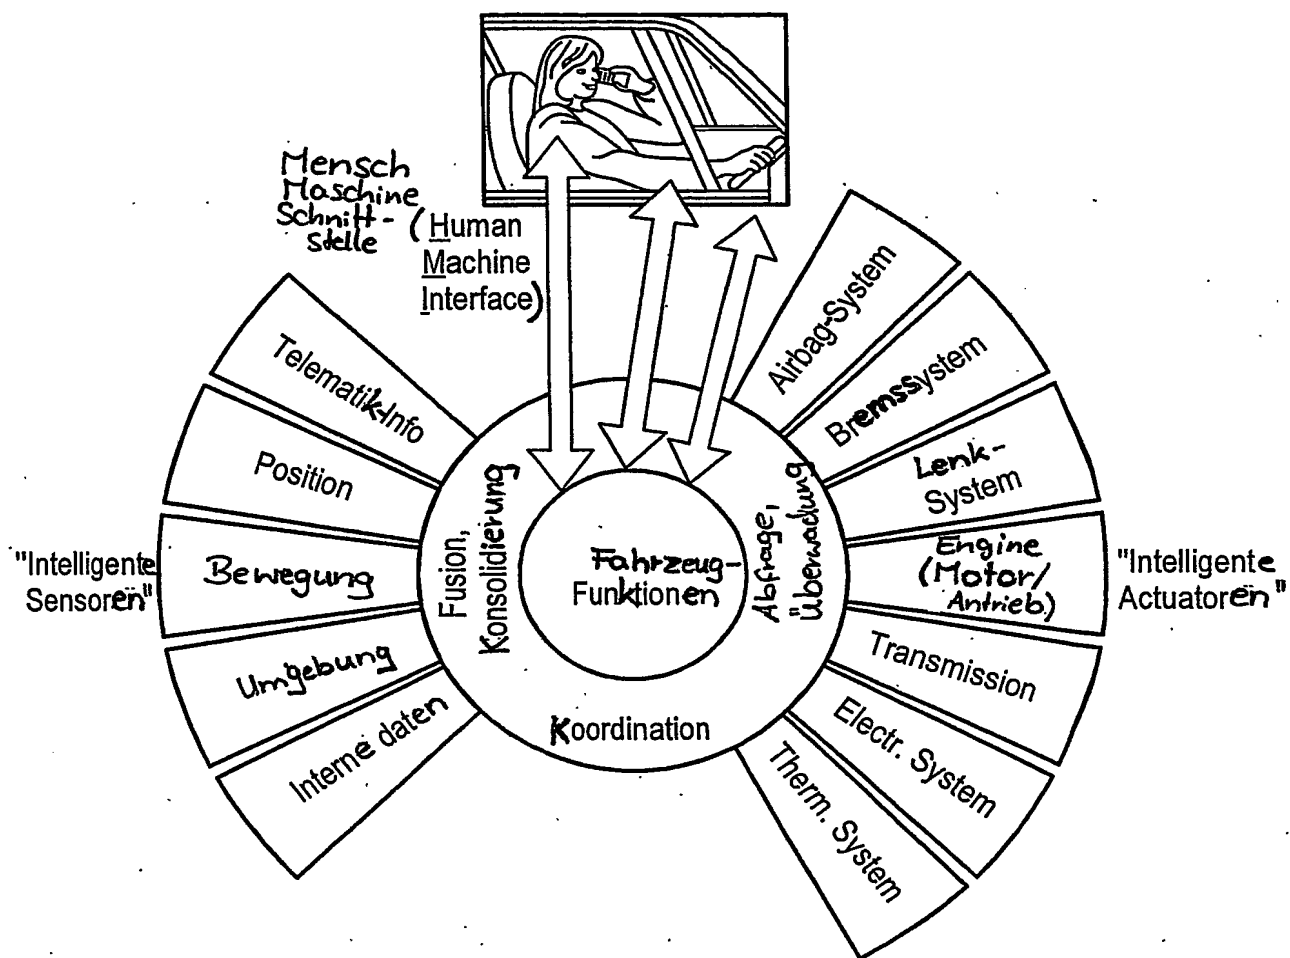 Mensch
Maschine
Schnitt-
stelle
(Human
Machine
Interface)
Telematik-Info
Position
"Intelligente
Sensoren"
Bewegung
Umgebung
Interne daten
Fusion,
Konsolidierung
Fahrzeug-
Funktionen
Abfrage,
Überwachung
Koordination
Airbag-System
Bremssystem
Lenk-
System
Engine
(Motor/
Antrieb)
"Intelligente
Actuatoren"
Transmission
Electr. System
Therm. System